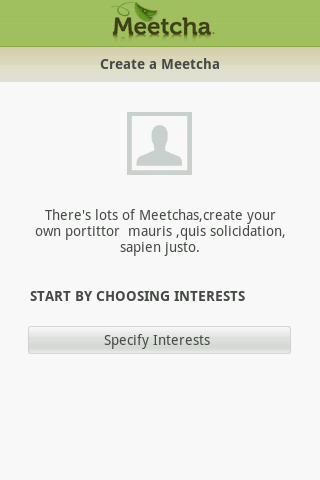 Meetcha
Create a Meetcha
There's lots of Meetchas,create your
own portittor  mauris ,quis solicidation,
sapien justo.
START BY CHOOSING INTERESTS
Specify Interests